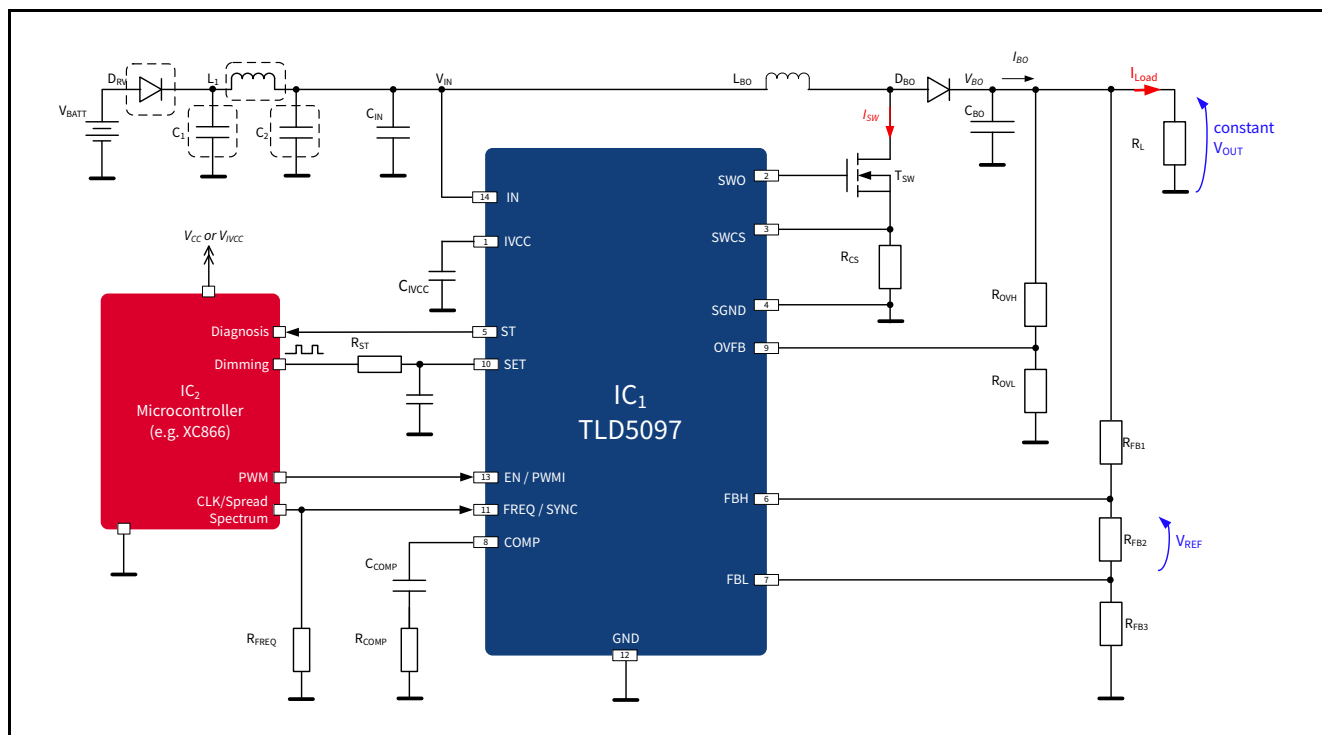 D_RV
L_1
V_IN
L_BO
D_BO
V_BO
I_BO
I_Load
V_BATT
C_1
C_2
C_IN
C_BO
I_SW
R_L
constant
V_OUT
SWO
2
T_SW
14
IN
SWCS
3
V_CC or V_IVCC
1
IVCC
R_CS
C_IVCC
SGND
4
R_OVH
Diagnosis
5
ST
OVFB
9
Dimming
R_ST
10
SET
R_OVL
IC_2
Microcontroller
(e.g. XC866)
IC_1
TLD5097
R_FB1
PWM
13
EN / PWMI
FBH
6
CLK/Spread
Spectrum
11
FREQ / SYNC
R_FB2
V_REF
8
COMP
C_COMP
FBL
7
R_FB3
R_FREQ
R_COMP
GND
12